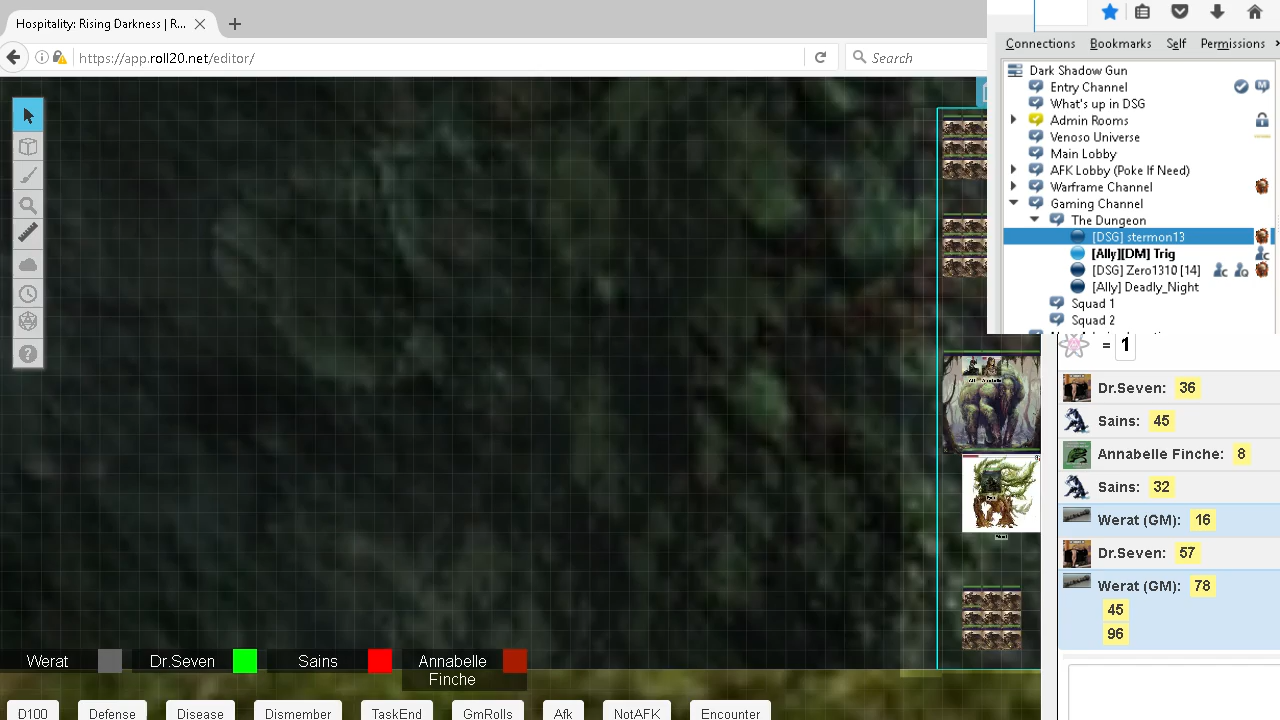 Hospitality: Rising Darkness | R...
https://app.roll20.net/editor/
Search
Connections Bookmarks Self Permissions
Dark Shadow Gun
Entry Channel
What's up in DSG
Admin Rooms
Venoso Universe
Main Lobby
AFK Lobby (Poke If Need)
Warframe Channel
Gaming Channel
The Dungeon
[DSG] stermon13
[Ally][DM] Trig
[DSG] Zero1310 [14]
[Ally] Deadly_Night
Squad 1
Squad 2
= 1
Dr.Seven: 36
Sains: 45
Annabelle Finche: 8
Sains: 32
Werat (GM): 16
Dr.Seven: 57
Werat (GM): 78
45
96
Werat
Dr.Seven
Sains
Annabelle
Finche
D100 Defense Disease Dismember TaskEnd GmRolls Afk NotAFK Encounter